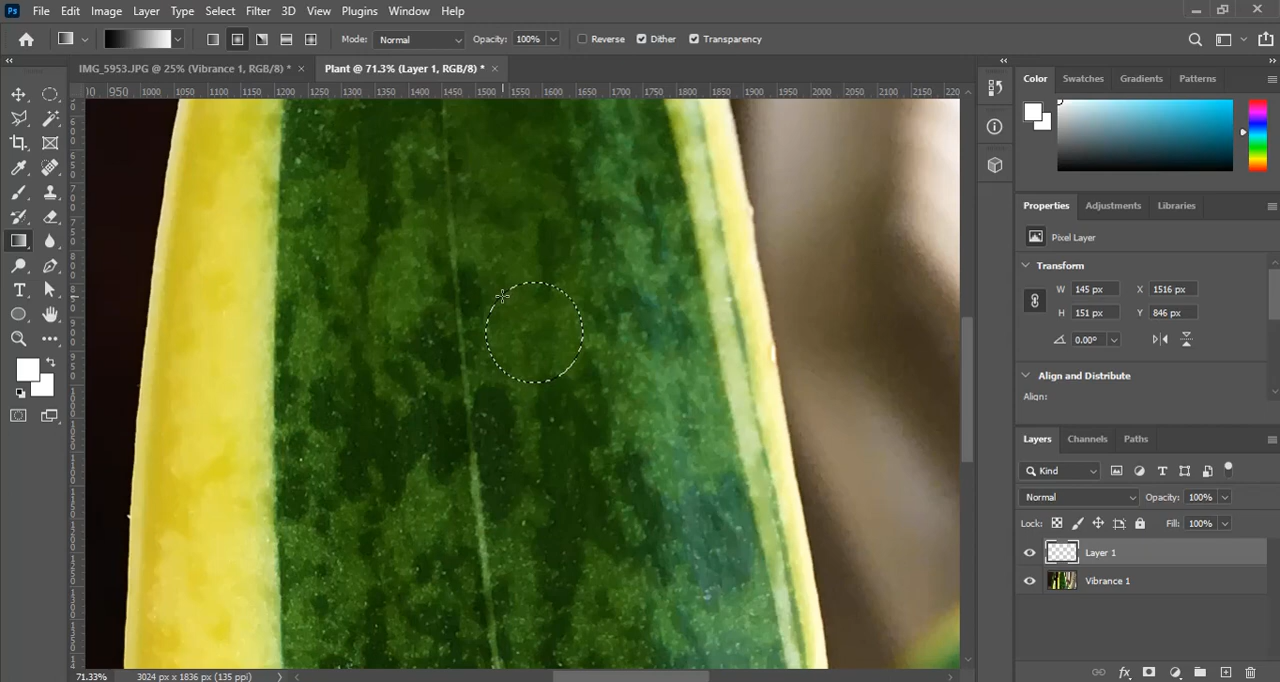 Ps File Edit Image Layer Type Select Filter 3D View Plugins Window Help
Mode: Normal Opacity: 100% Reverse Dither Transparency
IMG_5953.JPG @ 25% (Vibrance 1, RGB/8) * × Plant @ 71.3% (Layer 1, RGB/8) * ×
950 1000 1050 1100 1150 1200 1250 1300 1350 1400 1450 1500 1550 1600 1650 1700 1750 1800 1850 1900 1950 2000 2050 2100 2150
Color Swatches Gradients Patterns
Properties Adjustments Libraries
Pixel Layer
Transform
W 145 px X 1516 px
H 151 px Y 846 px
0.00°
Align and Distribute
Align:
Layers Channels Paths
Kind
Normal Opacity: 100%
Lock: Fill: 100%
Layer 1
Vibrance 1
fx
71.33% 3024 px x 1836 px (135 ppi)